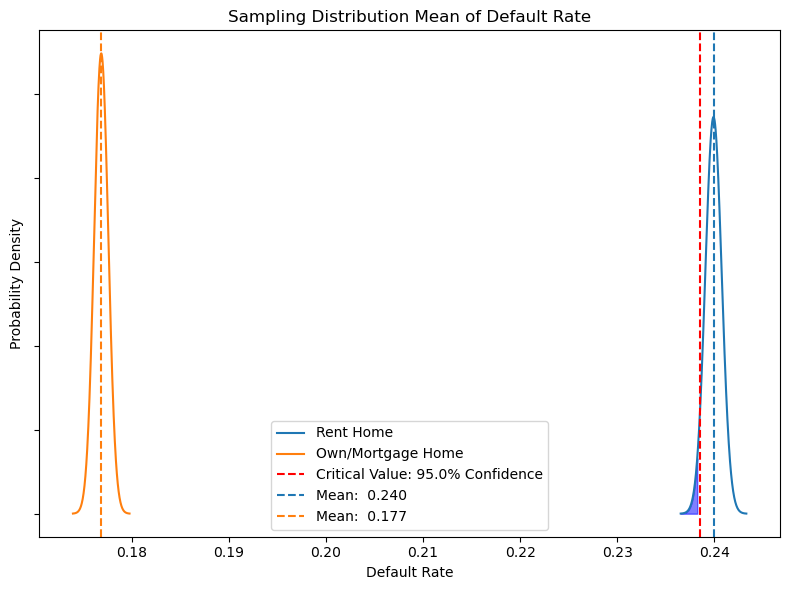 Sampling Distribution Mean of Default Rate
Probability Density
Rent Home
Own/Mortgage Home
Critical Value: 95.0% Confidence
Mean:  0.240
Mean:  0.177
0.18 0.19 0.20 0.21 0.22 0.23 0.24
Default Rate